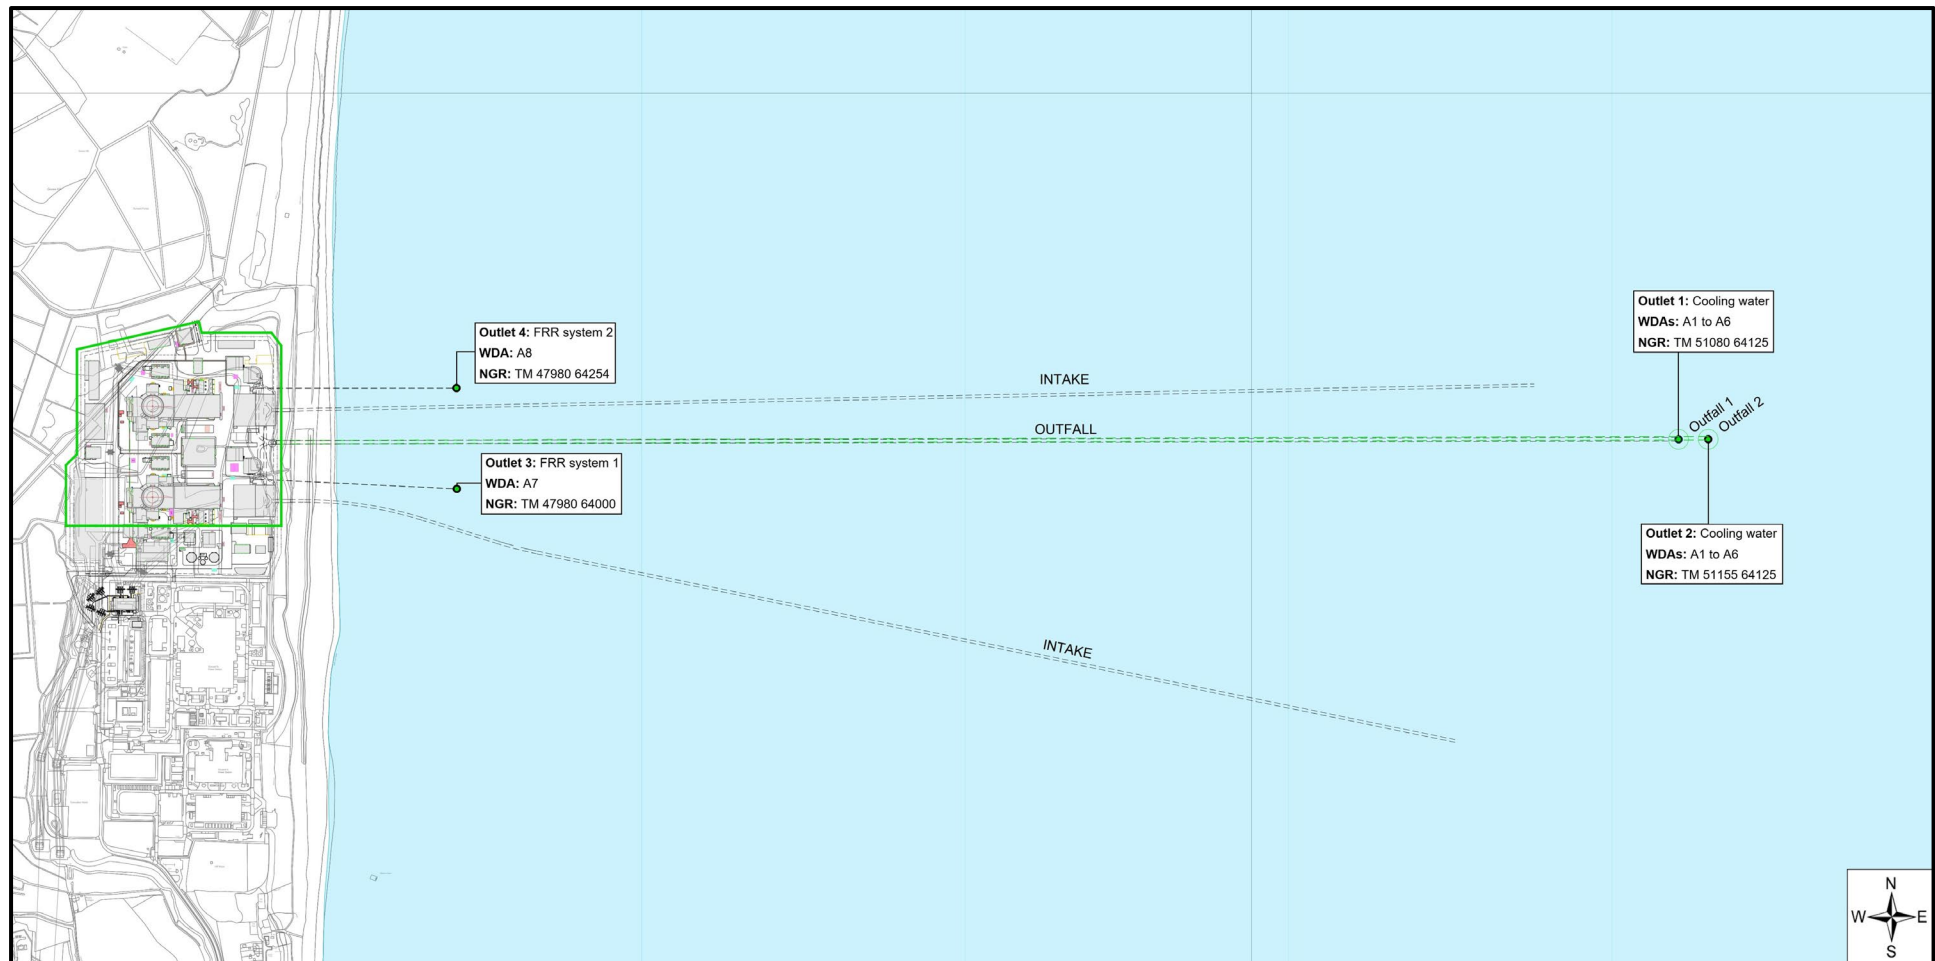 Outlet 1: Cooling water
WDAs: A1 to A6
NGR: TM 51080 64125
Outlet 4: FRR system 2
WDA: A8
NGR: TM 47980 64254
INTAKE
Outfall 1
Outfall 2
OUTFALL
Outlet 3: FRR system 1
WDA: A7
NGR: TM 47980 64000
Outlet 2: Cooling water
WDAs: A1 to A6
NGR: TM 51155 64125
INTAKE
N
W E
S